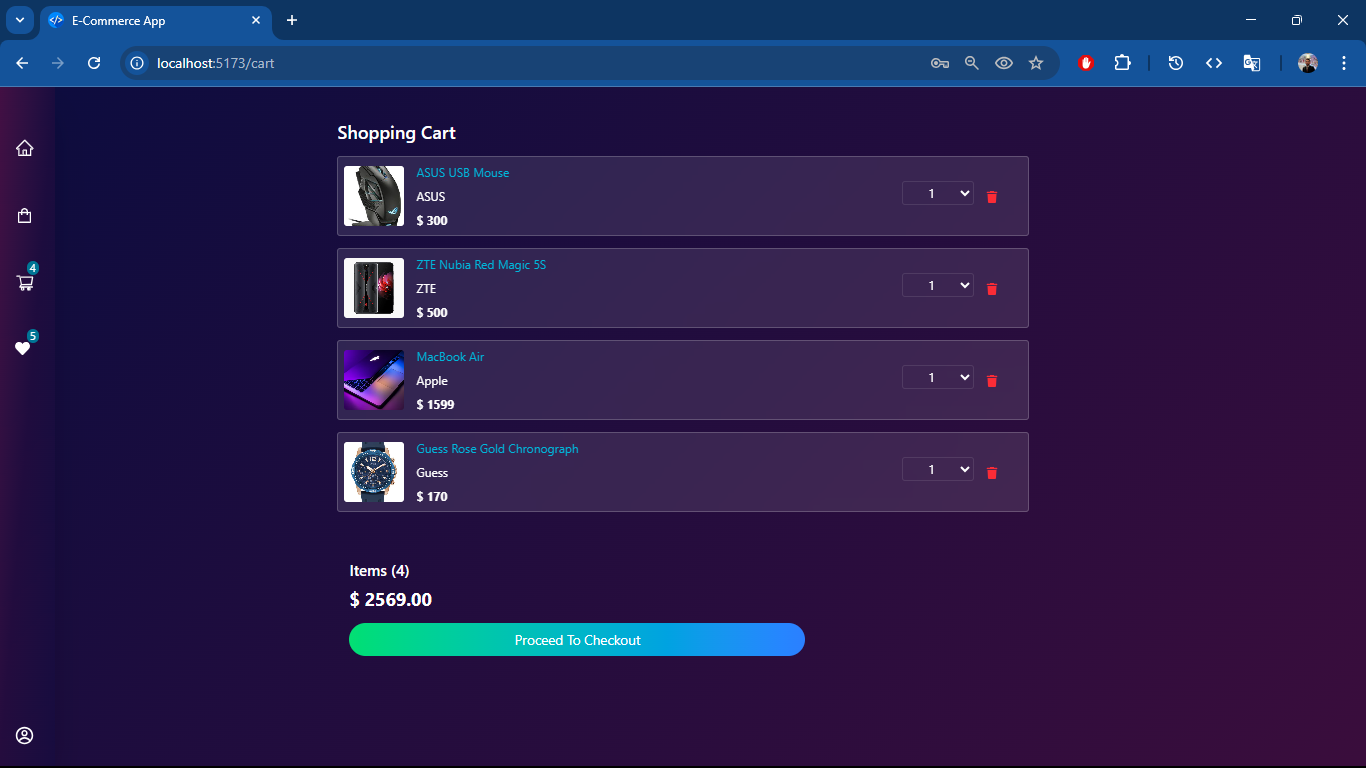 E-Commerce App
localhost:5173/cart
Shopping Cart
ASUS USB Mouse
ASUS
$ 300
1
ZTE Nubia Red Magic 5S
ZTE
$ 500
1
4
5
MacBook Air
Apple
$ 1599
1
Guess Rose Gold Chronograph
Guess
$ 170
1
Items (4)
$ 2569.00
Proceed To Checkout